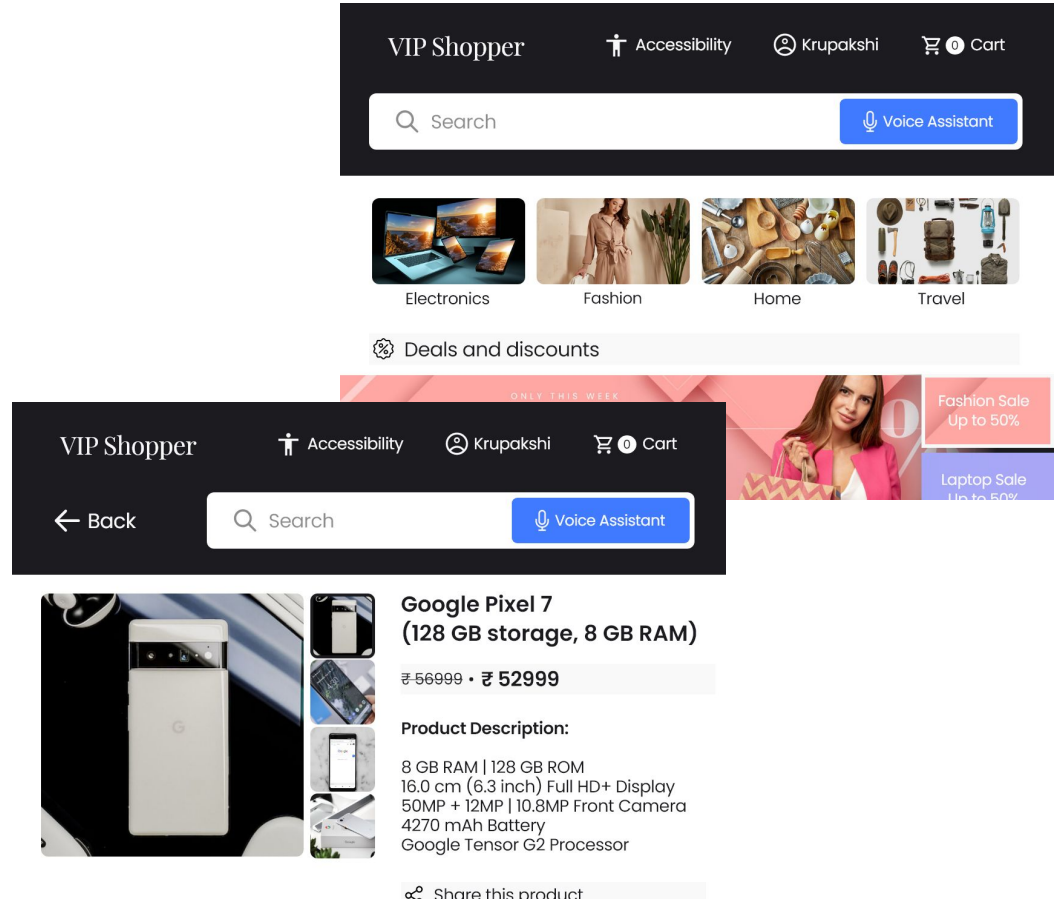 VIP Shopper
Accessibility
Krupakshi
0 Cart
Search
Voice Assistant
Electronics
Fashion
Home
Travel
Deals and discounts
ONLY THIS WEEK
Fashion Sale
Up to 50%
Laptop Sale
Up to 50%
VIP Shopper
Accessibility
Krupakshi
0 Cart
Back
Search
Voice Assistant
Google Pixel 7
(128 GB storage, 8 GB RAM)
₹ 56999 • ₹ 52999
Product Description:
8 GB RAM | 128 GB ROM
16.0 cm (6.3 inch) Full HD+ Display
50MP + 12MP | 10.8MP Front Camera
4270 mAh Battery
Google Tensor G2 Processor
Share this product